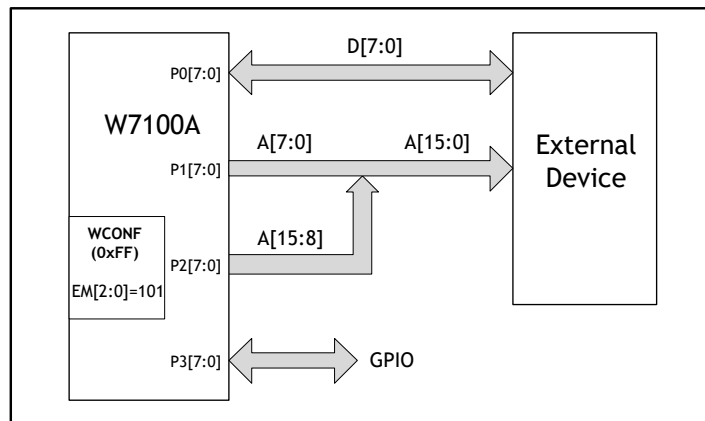 D[7:0]
P0[7:0]
W7100A
A[7:0]
A[15:0]
External
Device
P1[7:0]
WCONF
(0xFF)
A[15:8]
P2[7:0]
EM[2:0]=101
P3[7:0]
GPIO